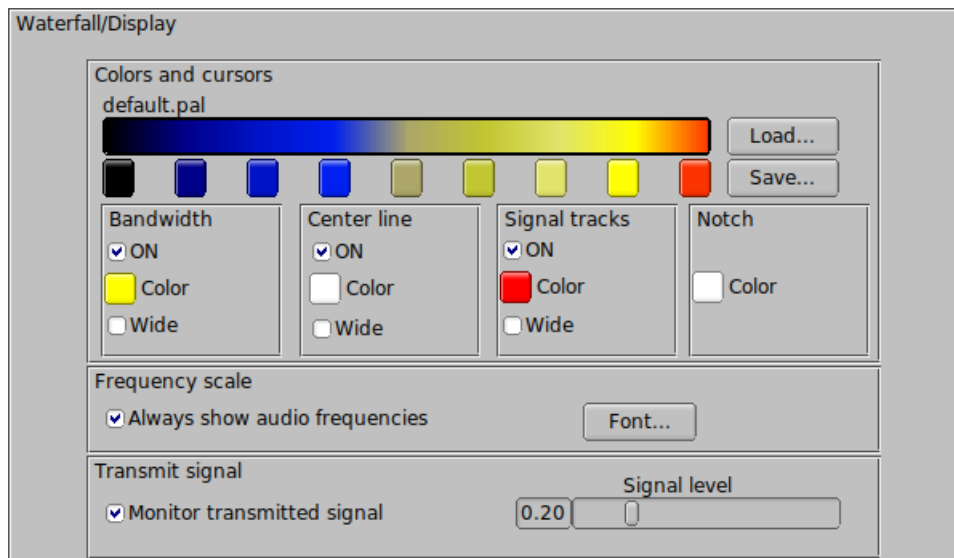 Waterfall/Display
Colors and cursors
default.pal
Load...
Save...
Bandwidth
ON
Color
Wide
Center line
ON
Color
Wide
Signal tracks
ON
Color
Wide
Notch
Color
Frequency scale
Always show audio frequencies
Font...
Transmit signal
Signal level
Monitor transmitted signal
0.20